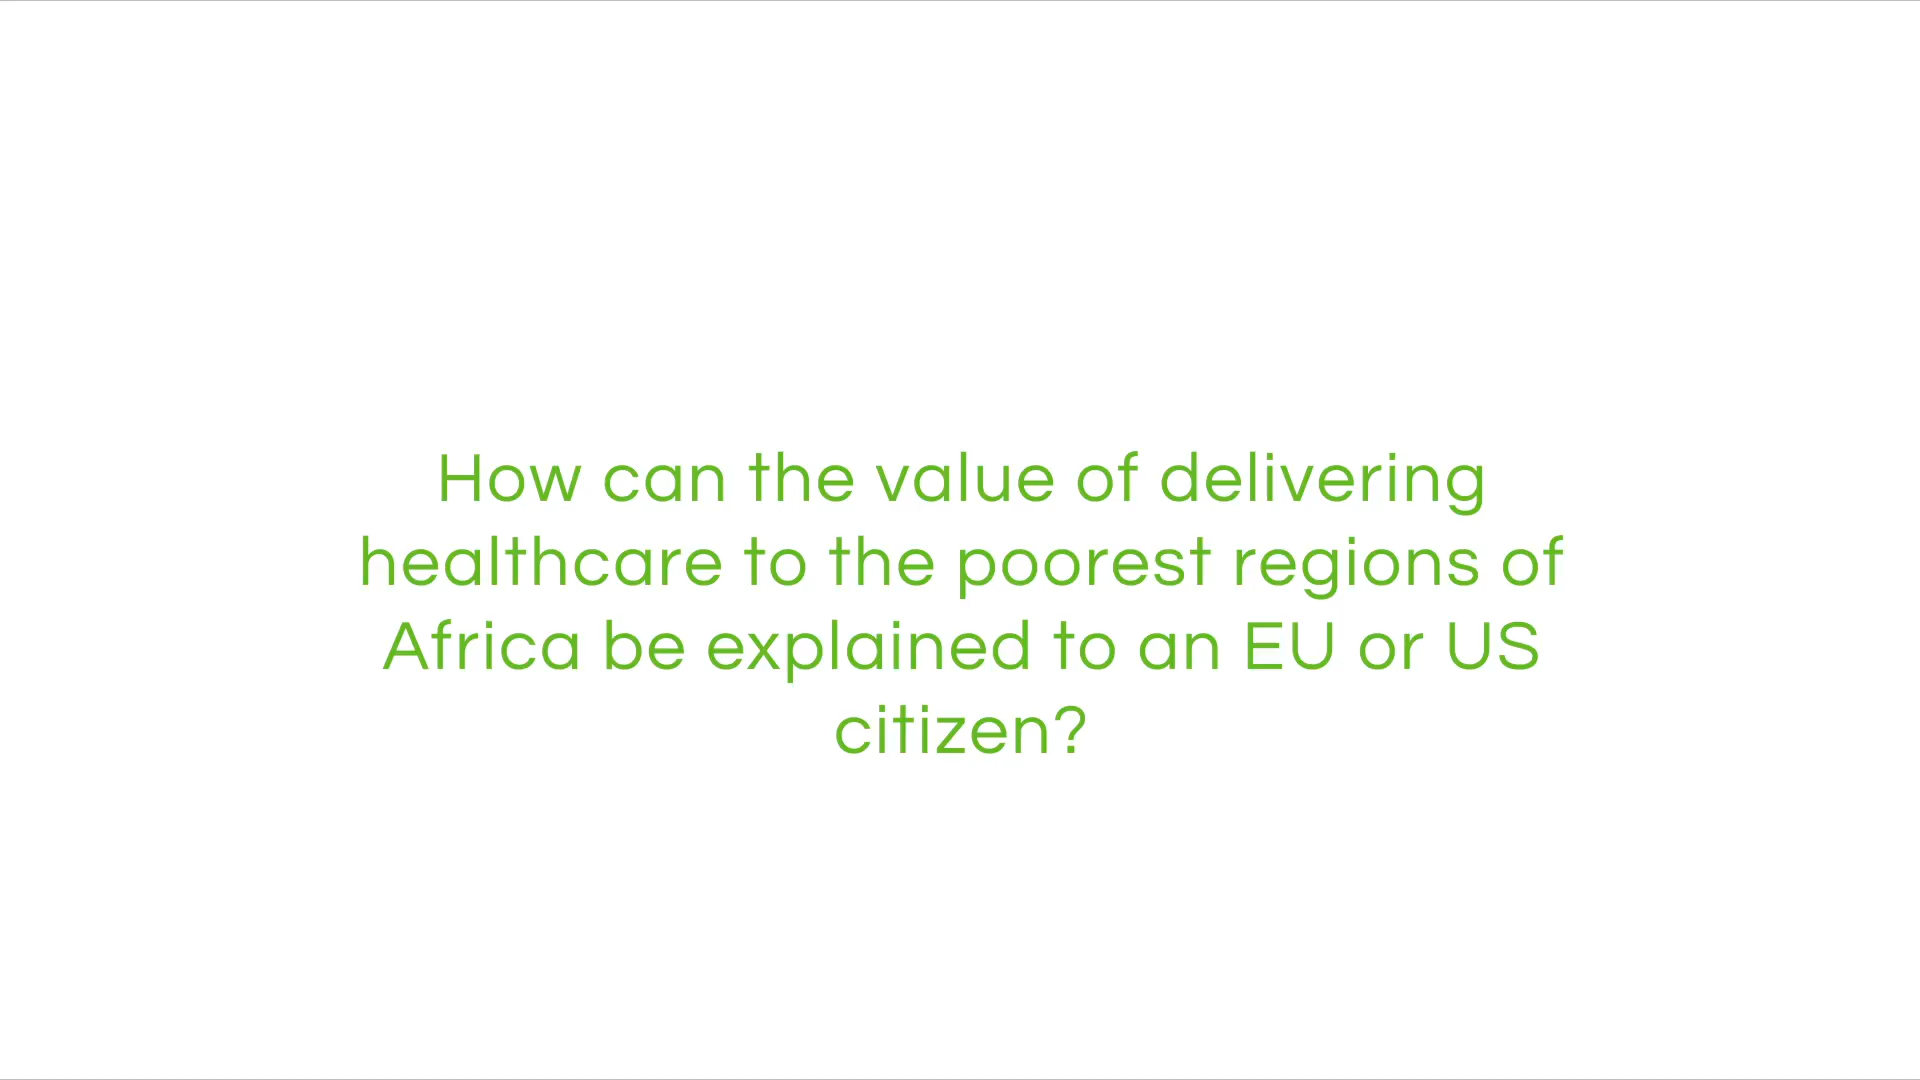 How can the value of delivering
healthcare to the poorest regions of
Africa be explained to an EU or US
citizen?